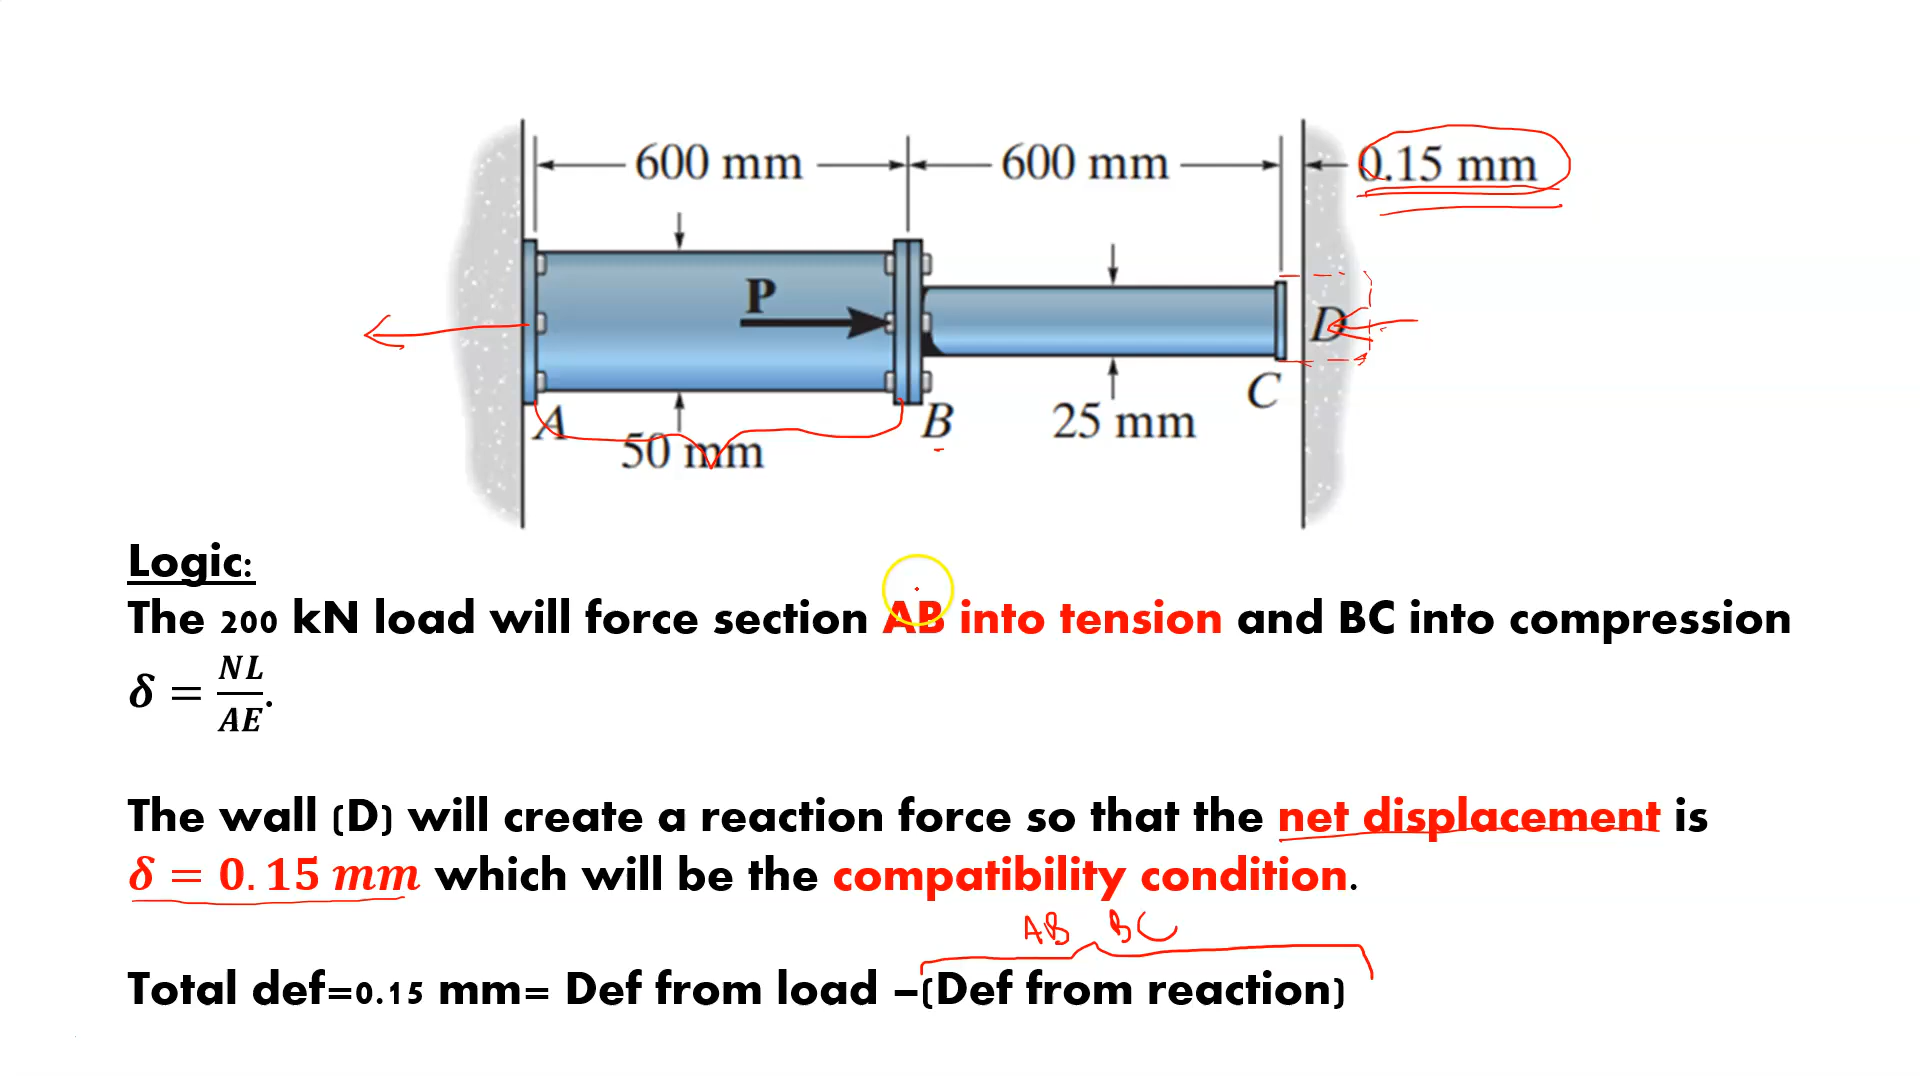 600 mm 600 mm 0.15 mm
P
D
A B C
50 mm 25 mm
Logic:
The 200 kN load will force section AB into tension and BC into compression
δ = NL/AE.
The wall (D) will create a reaction force so that the net displacement is
δ = 0.15 mm which will be the compatibility condition.
AB BC
Total def=0.15 mm= Def from load –(Def from reaction)